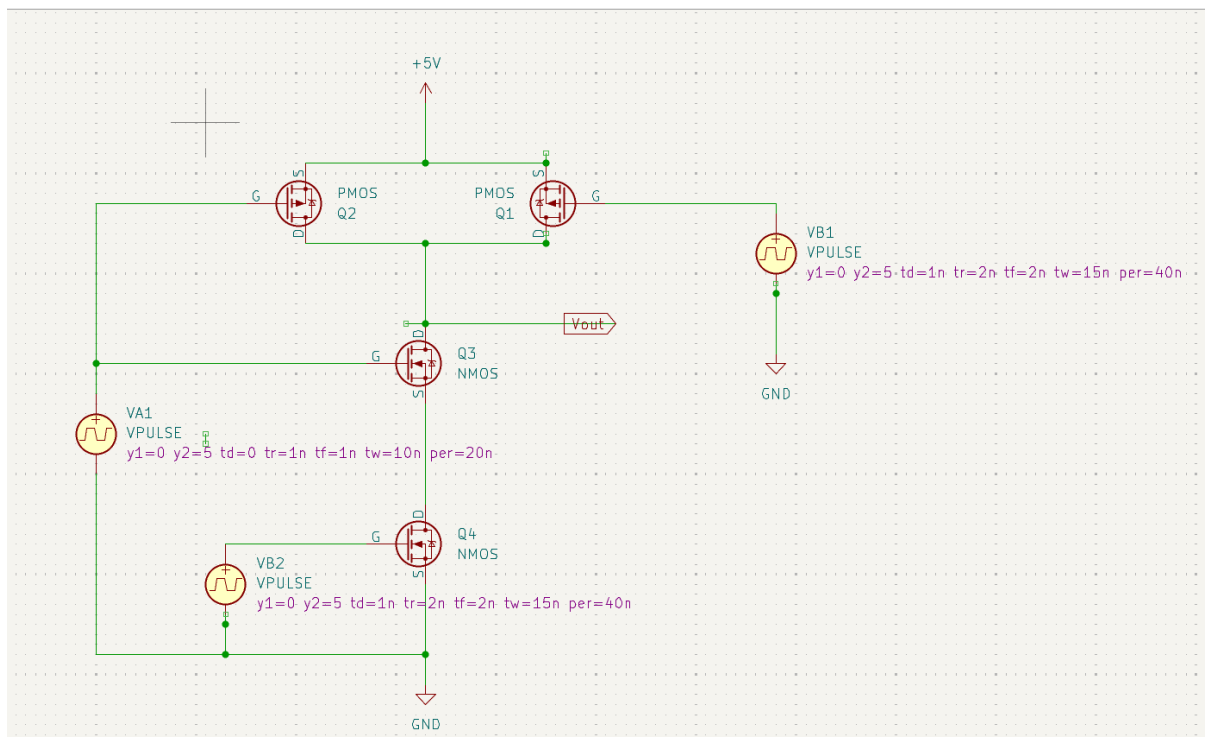 +5V
S
S
G
PMOS
Q2
PMOS
Q1
G
D
D
VB1
VPULSE
y1=0 y2=5 td=1n tr=2n tf=2n tw=15n per=40n
Vout
D
G
Q3
NMOS
S
GND
VA1
VPULSE
y1=0 y2=5 td=0 tr=1n tf=1n tw=10n per=20n
D
G
Q4
NMOS
S
VB2
VPULSE
y1=0 y2=5 td=1n tr=2n tf=2n tw=15n per=40n
GND